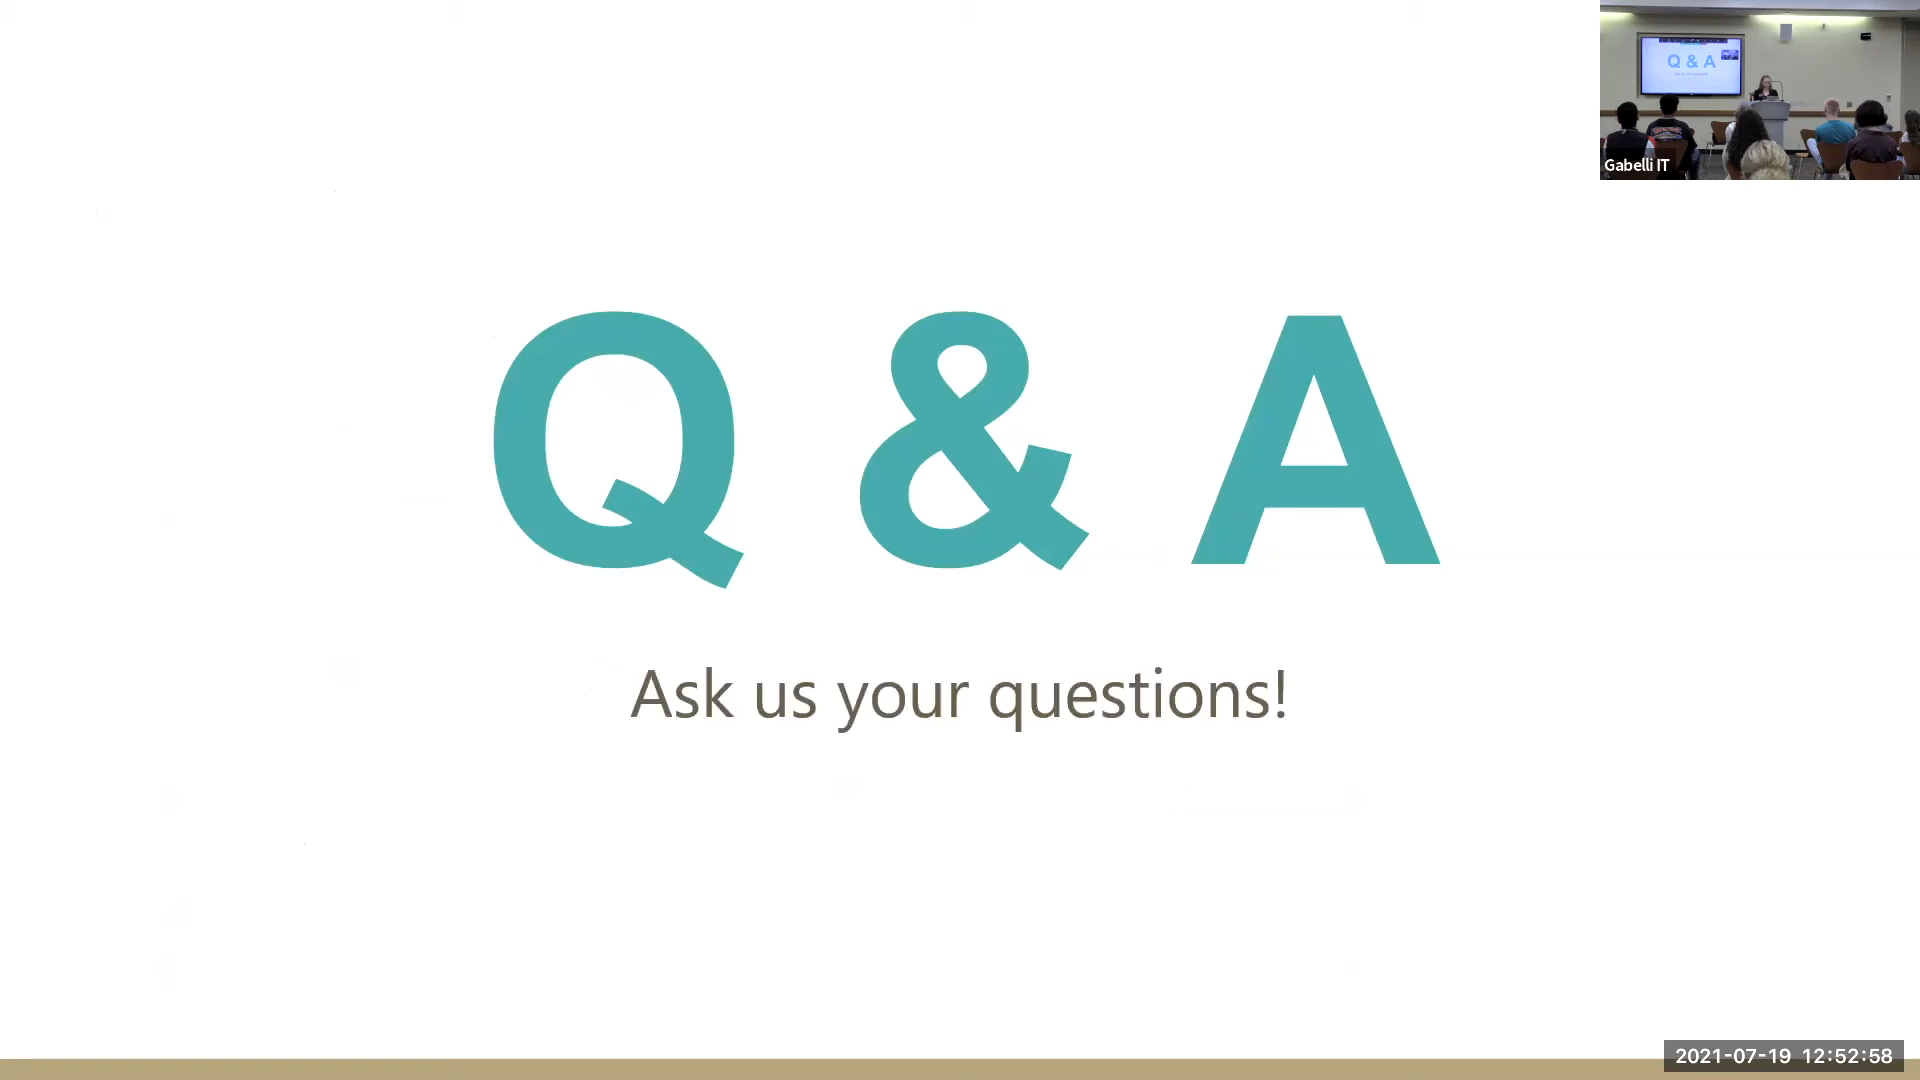 Q & A
Gabelli IT
Q & A
Ask us your questions!
2021-07-19 12:52:58